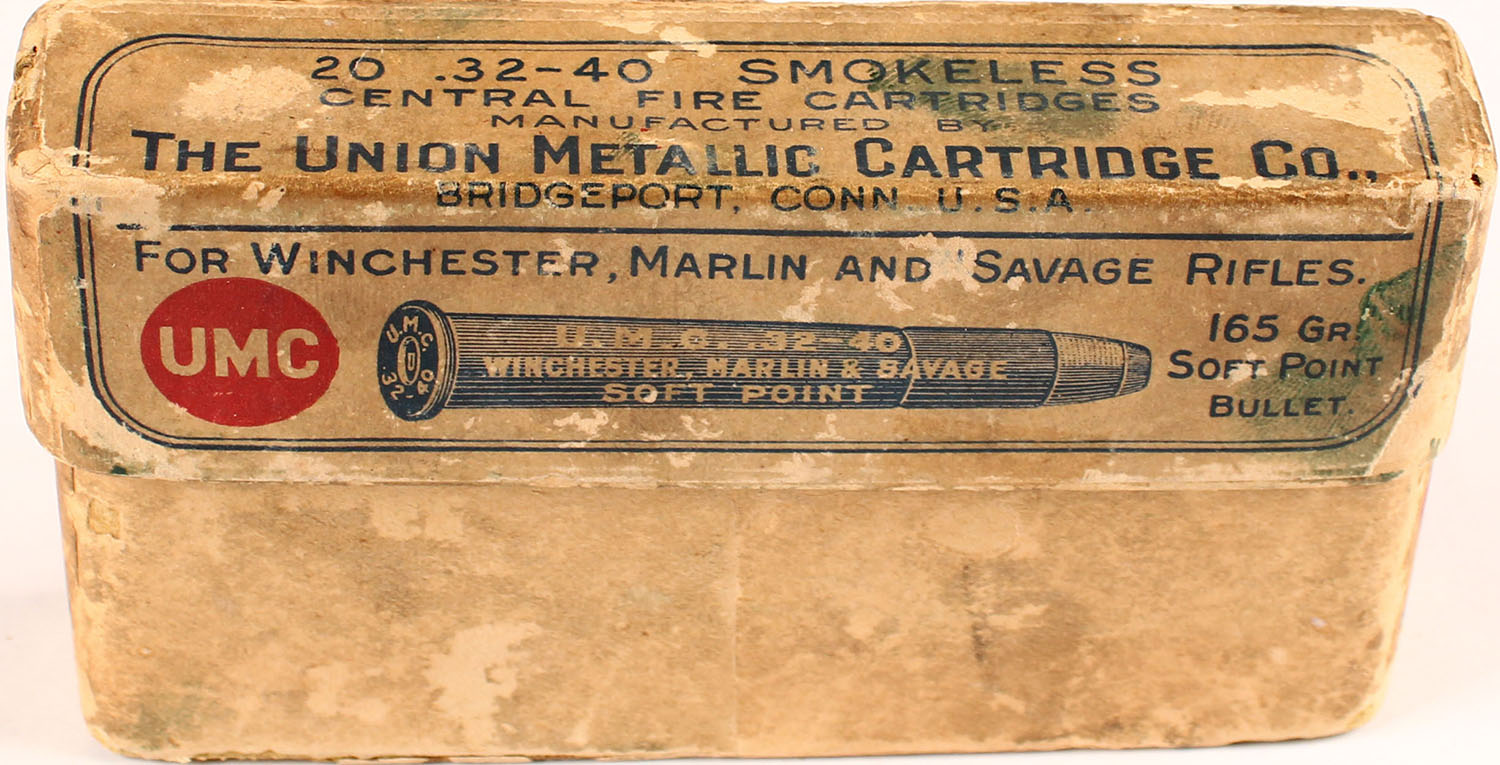 20 .32-40 SMOKELESS
CENTRAL FIRE CARTRIDGES
MANUFACTURED BY
THE UNION METALLIC CARTRIDGE CO.,
BRIDGEPORT, CONN. U.S.A.
FOR WINCHESTER, MARLIN AND SAVAGE RIFLES.
UMC
U.M.C.
.32-40
U.M.C. .32-40
WINCHESTER, MARLIN & SAVAGE
SOFT POINT
165 GR.
SOFT POINT
BULLET.